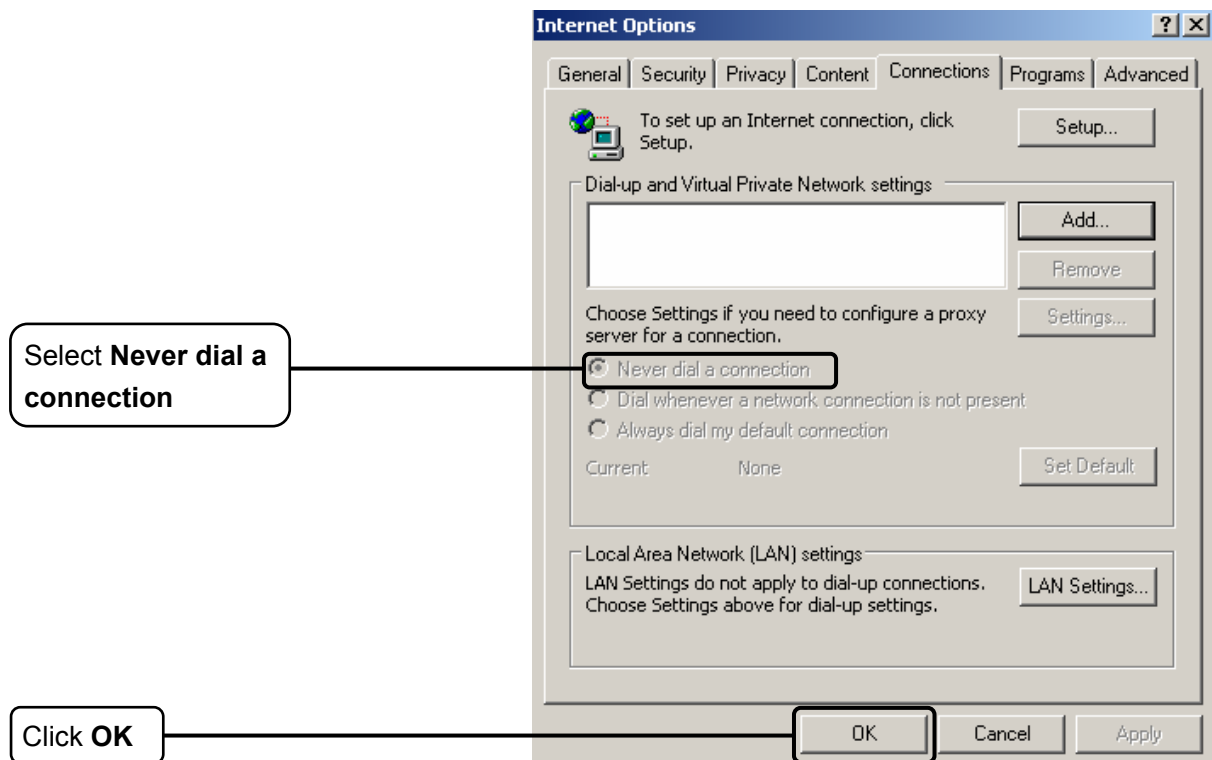 Internet Options
General Security Privacy Content Connections Programs Advanced
To set up an Internet connection, click
Setup.
Setup...
Dial-up and Virtual Private Network settings
Add...
Remove
Choose Settings if you need to configure a proxy
server for a connection.
Settings...
Select Never dial a
connection
Never dial a connection
Dial whenever a network connection is not present
Always dial my default connection
Current None
Set Default
Local Area Network (LAN) settings
LAN Settings do not apply to dial-up connections.
Choose Settings above for dial-up settings.
LAN Settings...
Click OK
OK Cancel Apply